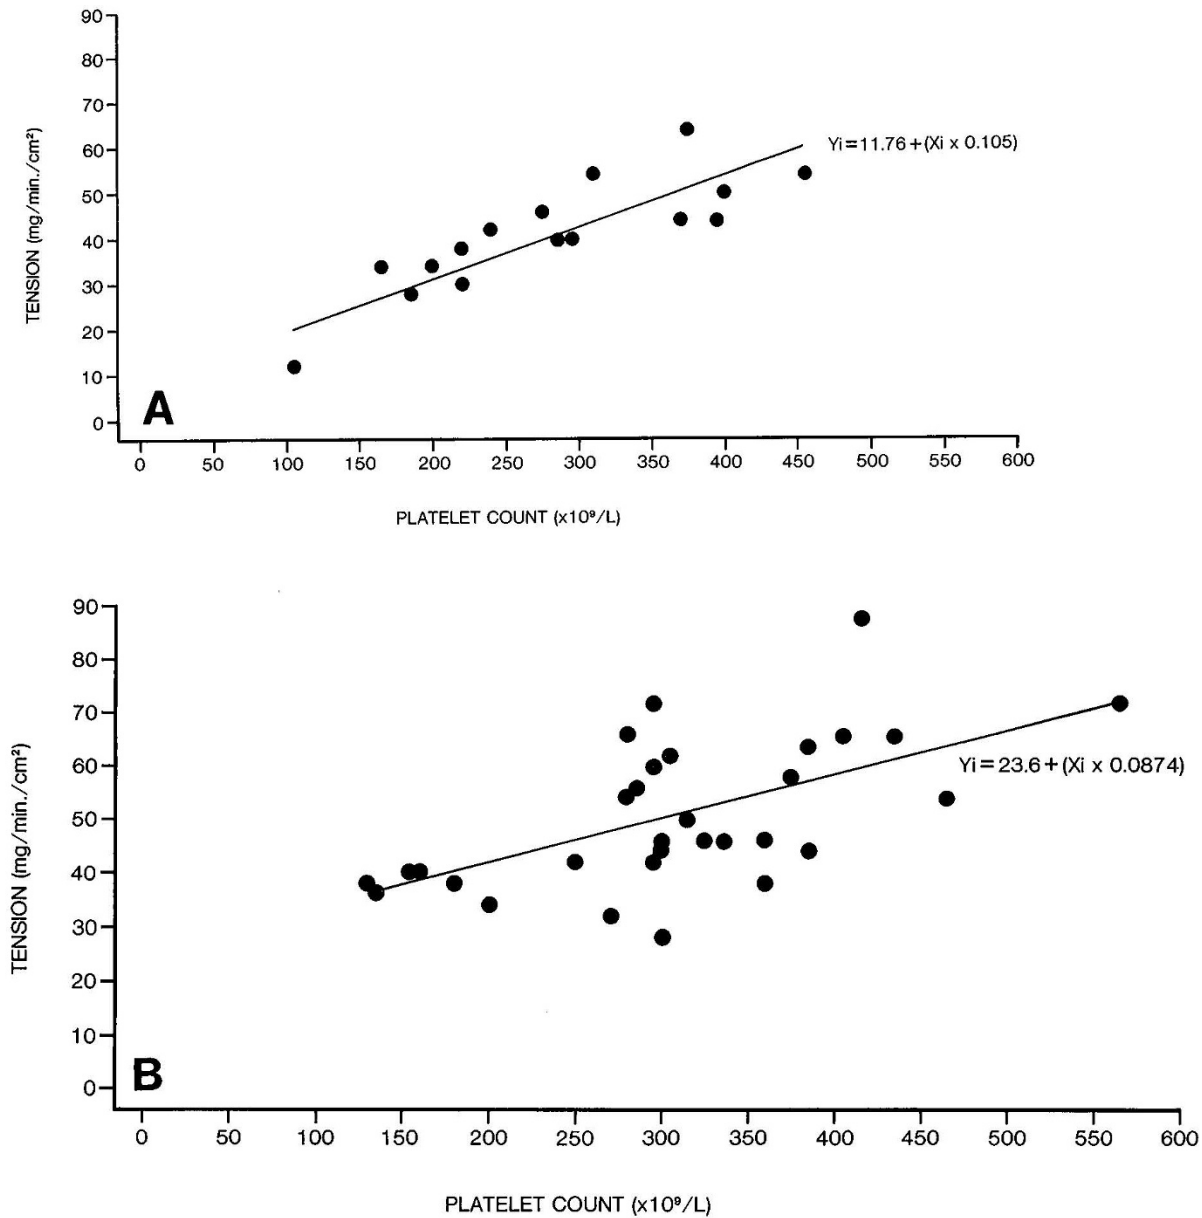 90
80
70
60
50
40
30
20
10
0
TENSION (mg/min./cm²)
Yi=11.76+(Xi x 0.105)
A
0 50 100 150 200 250 300 350 400 450 500 550 600
PLATELET COUNT (x10⁹/L)
90
80
70
60
50
40
30
20
10
0
TENSION (mg/min./cm²)
Yi=23.6+(Xi x 0.0874)
B
0 50 100 150 200 250 300 350 400 450 500 550 600
PLATELET COUNT (x10⁹/L)